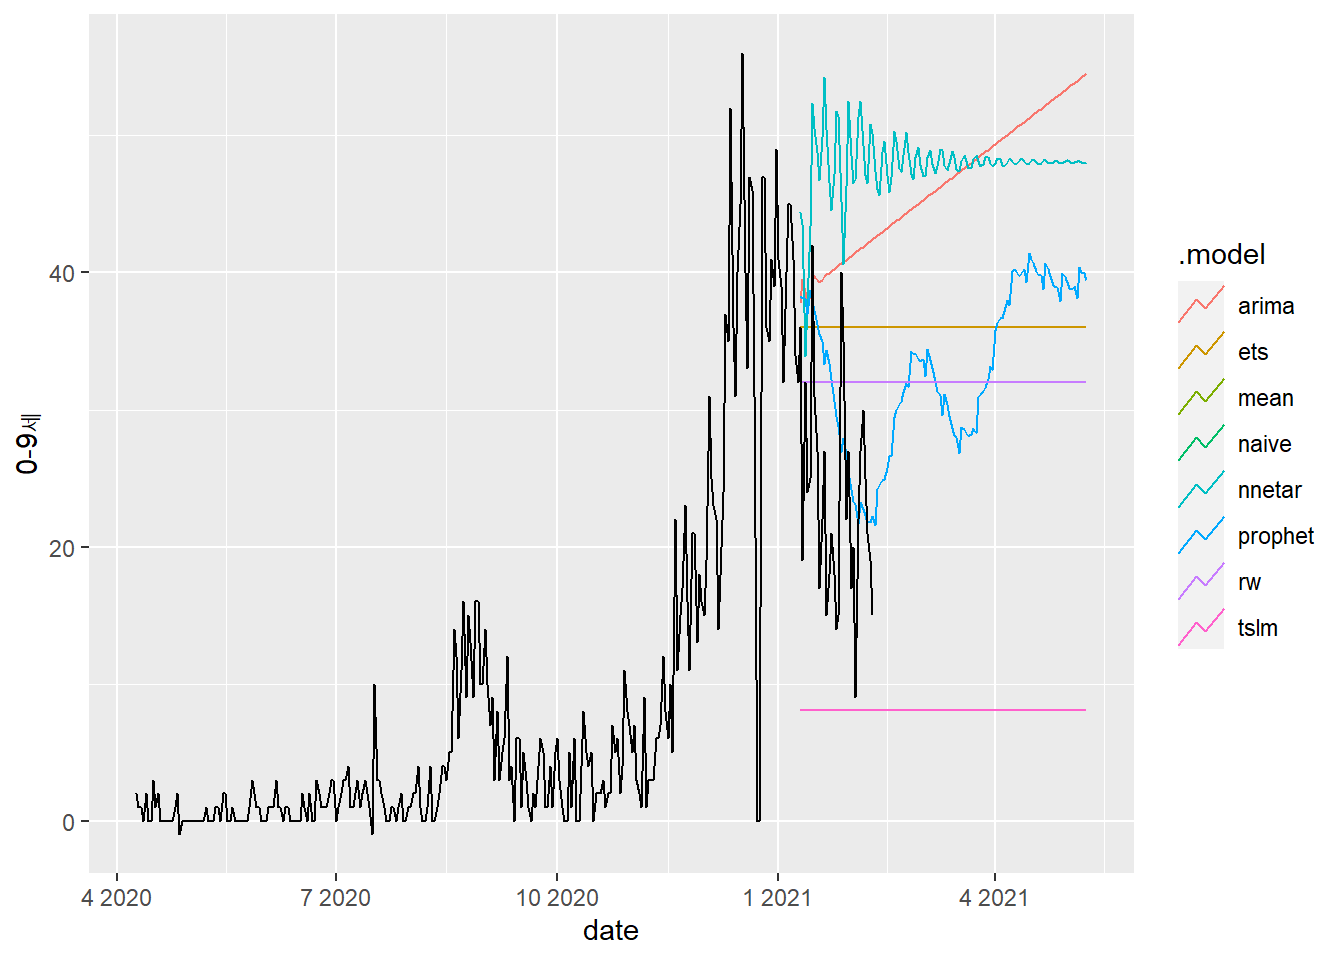 40
20
0
0-9세
4 2020
7 2020
10 2020
1 2021
4 2021
date
.model
arima
ets
mean
naive
nnetar
prophet
rw
tslm